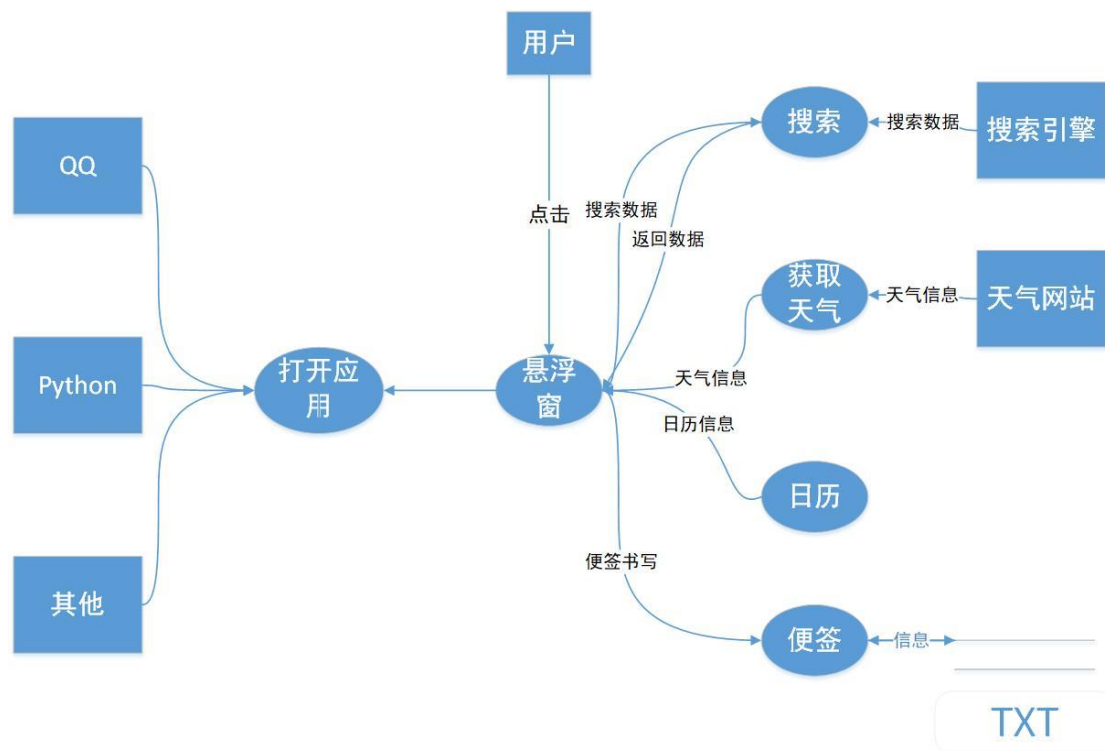 用户
搜索
搜索数据
搜索引擎
QQ
点击
搜索数据
返回数据
获取
天气
天气信息
天气网站
Python
打开应
用
悬浮
窗
天气信息
日历信息
日历
便签书写
其他
便签
信息
TXT